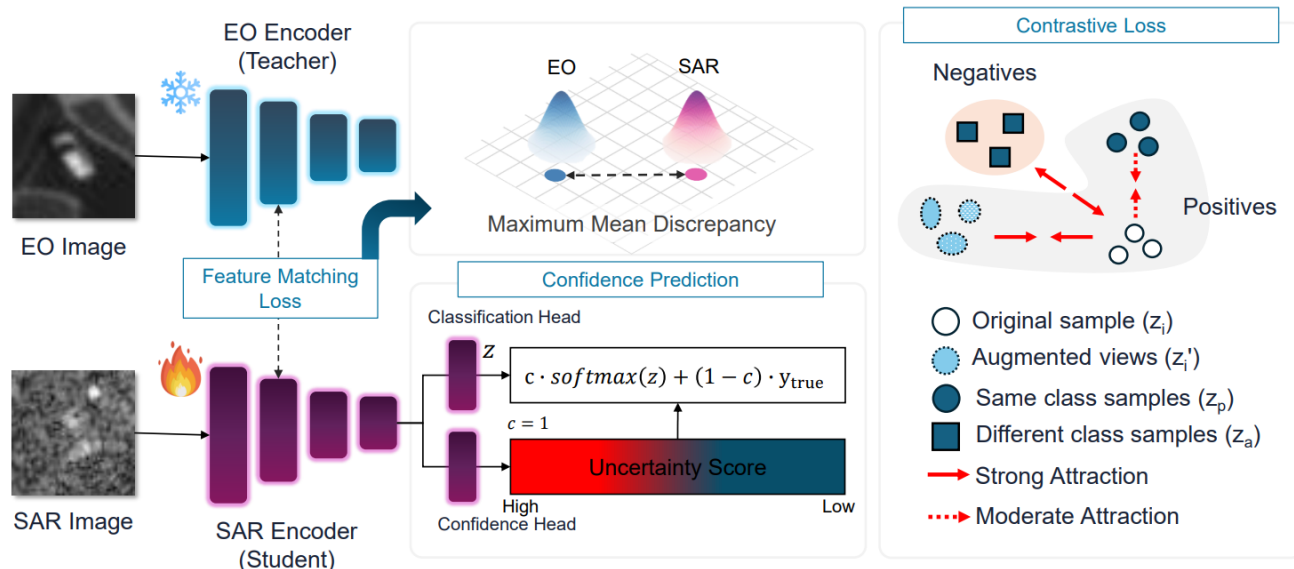 EO Encoder
(Teacher)
EO Image
Feature Matching
Loss
SAR Image
SAR Encoder
(Student)
EO
SAR
Maximum Mean Discrepancy
Confidence Prediction
Classification Head
z
c · softmax(z) + (1 − c) · y_true
c = 1
Uncertainty Score
High
Low
Confidence Head
Contrastive Loss
Negatives
Positives
Original sample (z_i)
Augmented views (z_i')
Same class samples (z_p)
Different class samples (z_a)
Strong Attraction
Moderate Attraction